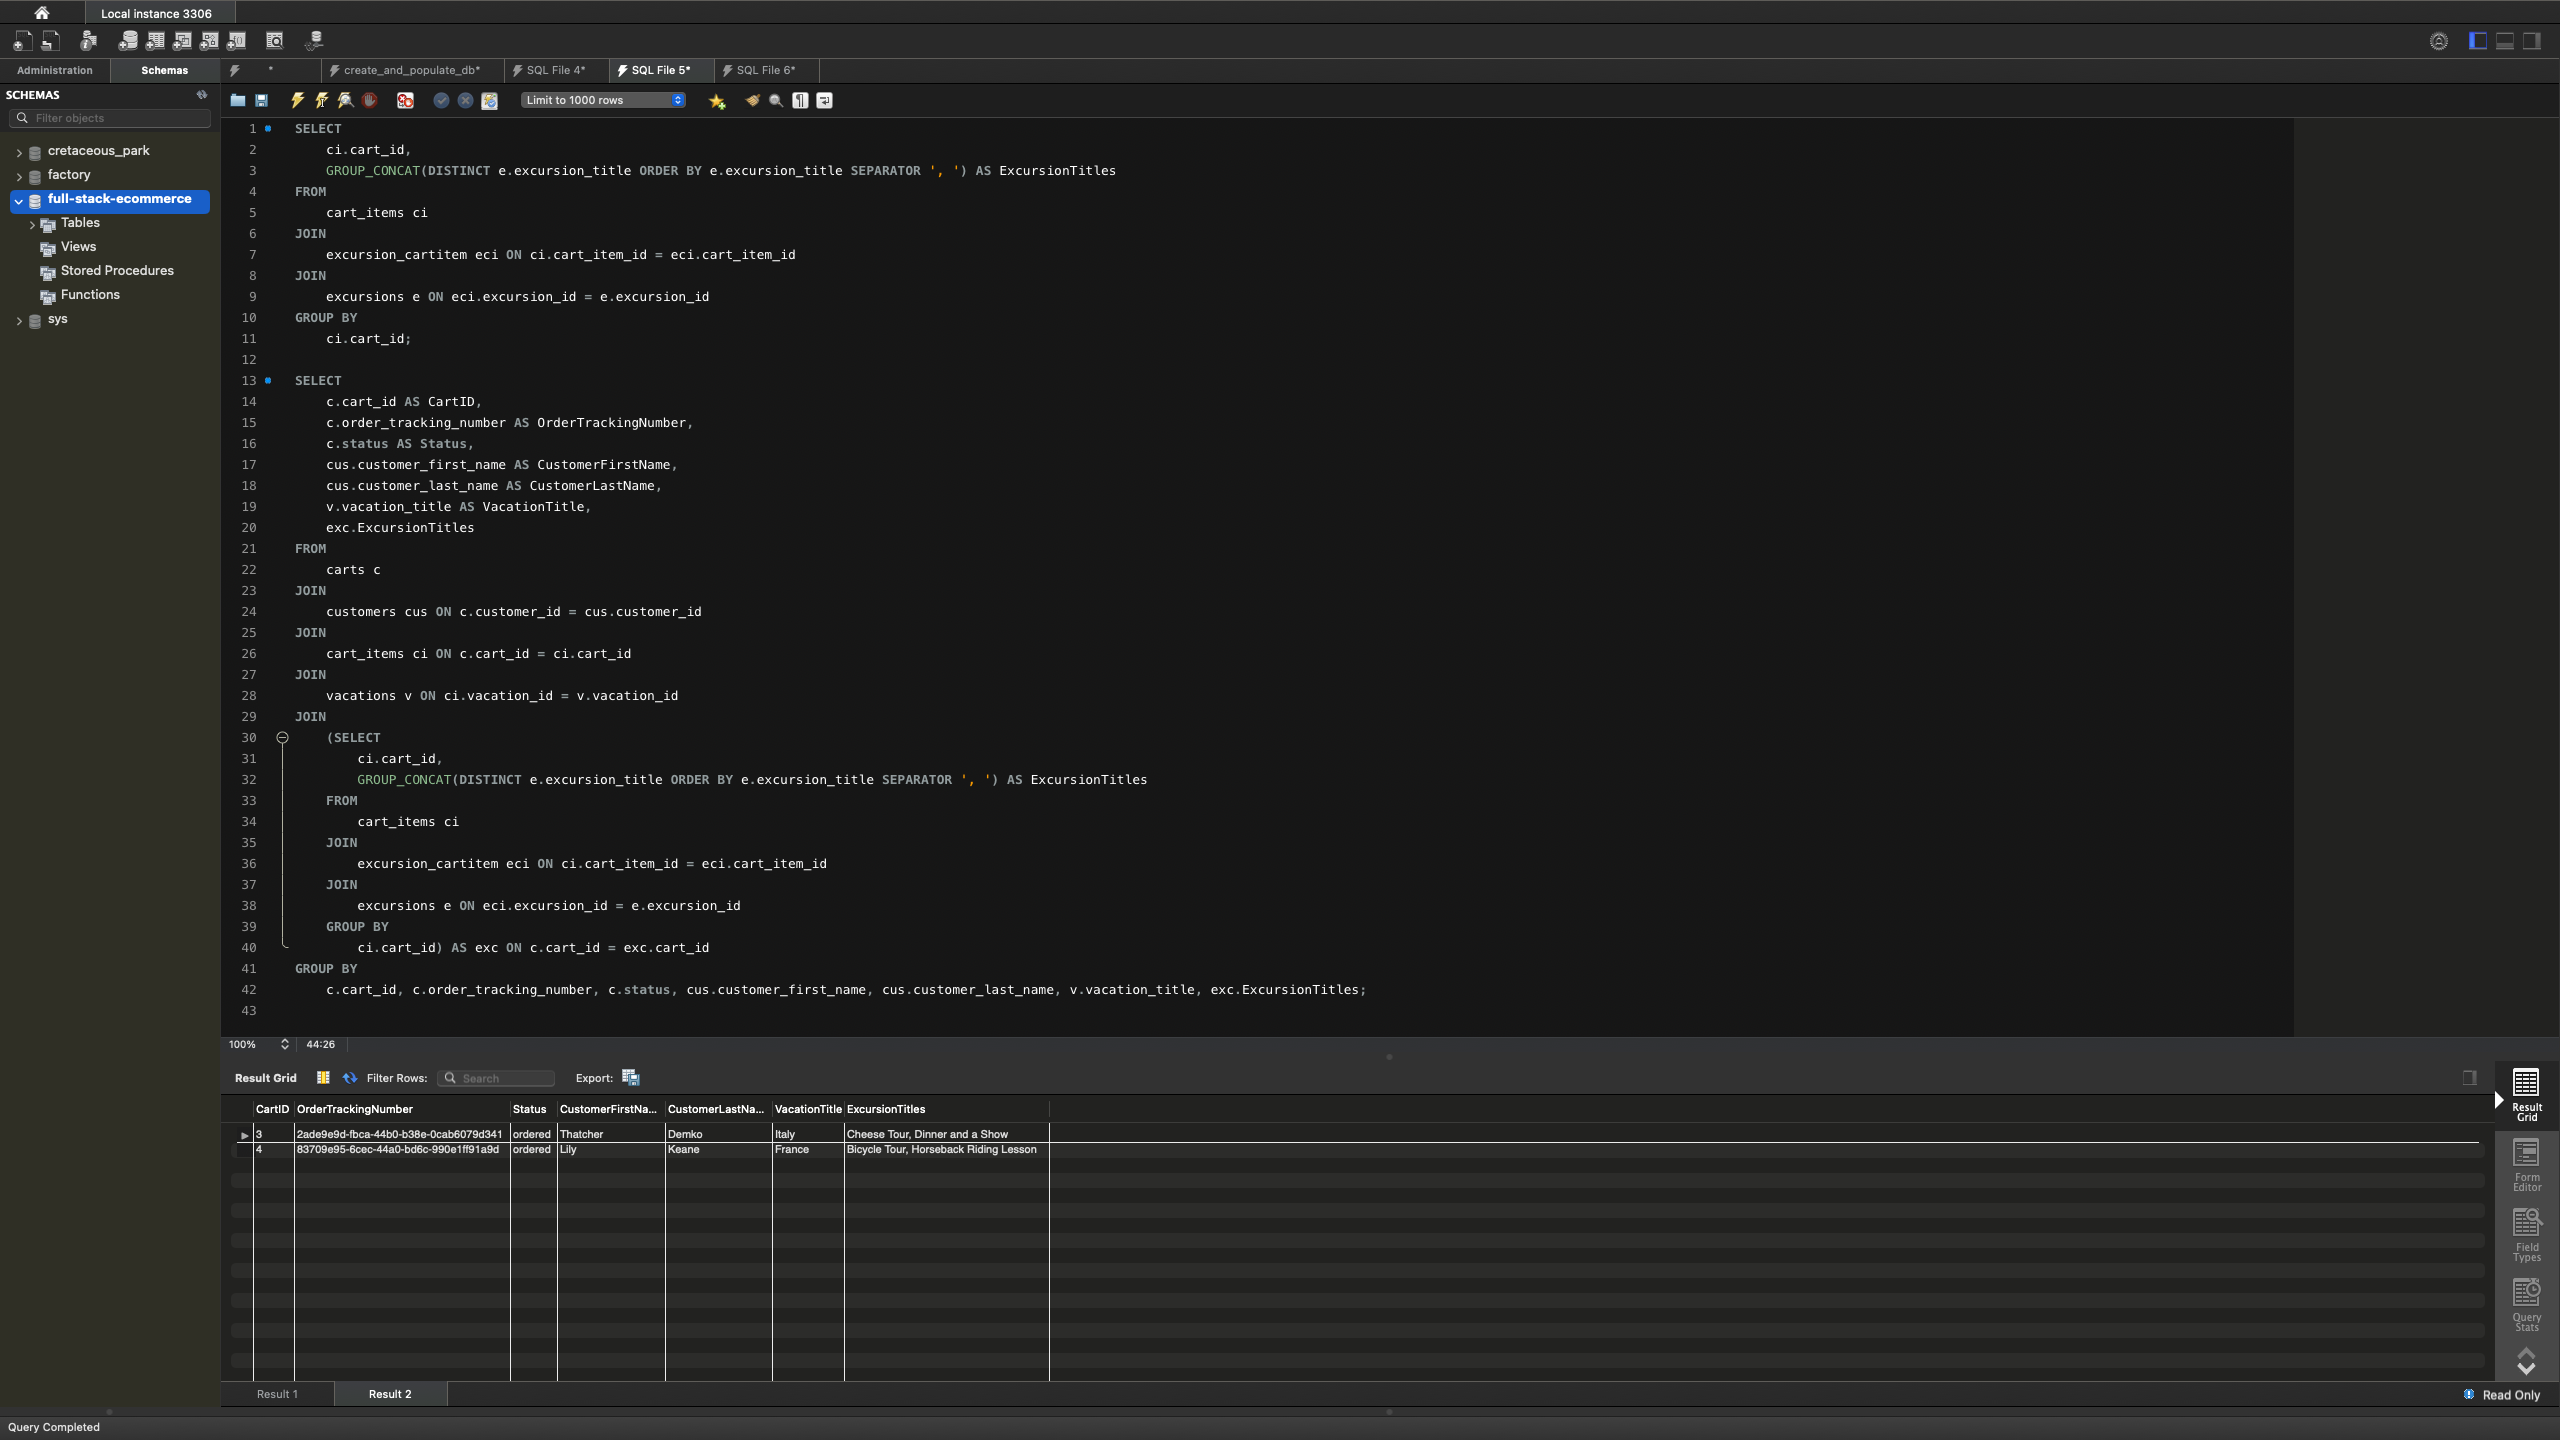 Local instance 3306
Administration
Schemas
*
create_and_populate_db*
SQL File 4*
SQL File 5*
SQL File 6*
SCHEMAS
Filter objects
cretaceous_park
factory
full-stack-ecommerce
Tables
Views
Stored Procedures
Functions
sys
Limit to 1000 rows
1 SELECT
2 ci.cart_id,
3 GROUP_CONCAT(DISTINCT e.excursion_title ORDER BY e.excursion_title SEPARATOR ', ') AS ExcursionTitles
4 FROM
5 cart_items ci
6 JOIN
7 excursion_cartitem eci ON ci.cart_item_id = eci.cart_item_id
8 JOIN
9 excursions e ON eci.excursion_id = e.excursion_id
10 GROUP BY
11 ci.cart_id;
12
13 SELECT
14 c.cart_id AS CartID,
15 c.order_tracking_number AS OrderTrackingNumber,
16 c.status AS Status,
17 cus.customer_first_name AS CustomerFirstName,
18 cus.customer_last_name AS CustomerLastName,
19 v.vacation_title AS VacationTitle,
20 exc.ExcursionTitles
21 FROM
22 carts c
23 JOIN
24 customers cus ON c.customer_id = cus.customer_id
25 JOIN
26 cart_items ci ON c.cart_id = ci.cart_id
27 JOIN
28 vacations v ON ci.vacation_id = v.vacation_id
29 JOIN
30 (SELECT
31 ci.cart_id,
32 GROUP_CONCAT(DISTINCT e.excursion_title ORDER BY e.excursion_title SEPARATOR ', ') AS ExcursionTitles
33 FROM
34 cart_items ci
35 JOIN
36 excursion_cartitem eci ON ci.cart_item_id = eci.cart_item_id
37 JOIN
38 excursions e ON eci.excursion_id = e.excursion_id
39 GROUP BY
40 ci.cart_id) AS exc ON c.cart_id = exc.cart_id
41 GROUP BY
42 c.cart_id, c.order_tracking_number, c.status, cus.customer_first_name, cus.customer_last_name, v.vacation_title, exc.ExcursionTitles;
43
100% 44:26
Result Grid Filter Rows: Search Export:
CartID OrderTrackingNumber Status CustomerFirstNa... CustomerLastNa... VacationTitle ExcursionTitles
3 2ade9e9d-fbca-44b0-b38e-0cab6079d341 ordered Thatcher Demko Italy Cheese Tour, Dinner and a Show
4 83709e95-6cec-44a0-bd6c-990e1ff91a9d ordered Lily Keane France Bicycle Tour, Horseback Riding Lesson
Result
Grid
Form
Editor
Field
Types
Query
Stats
Result 1 Result 2
Read Only
Query Completed